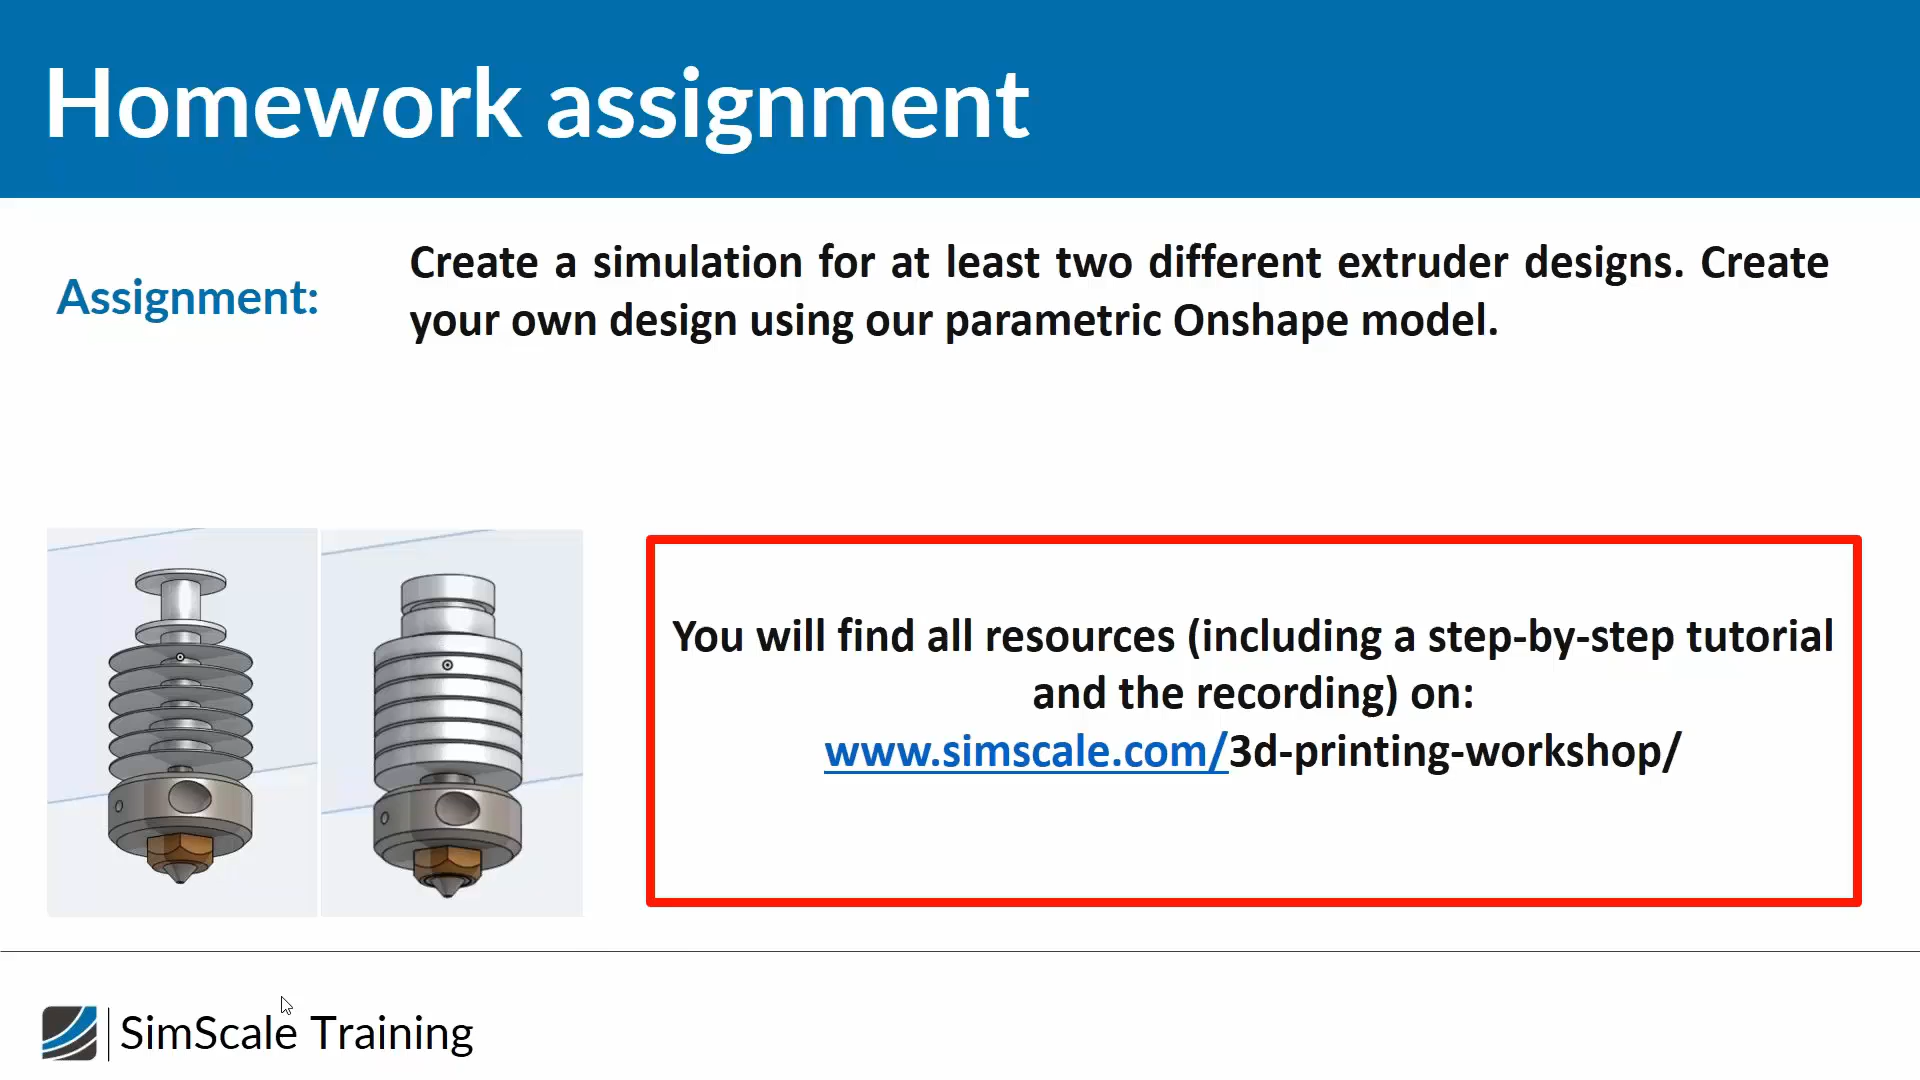 Homework assignment
Assignment:
Create a simulation for at least two different extruder designs. Create
your own design using our parametric Onshape model.
You will find all resources (including a step-by-step tutorial
and the recording) on:
www.simscale.com/3d-printing-workshop/
SimScale Training